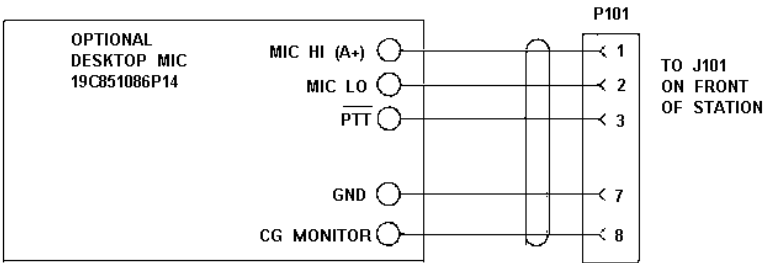 P101
OPTIONAL
DESKTOP MIC
19C851086P14
MIC HI (A+)
1
MIC LO
2
PTT
3
GND
7
CG MONITOR
8
TO J101
ON FRONT
OF STATION